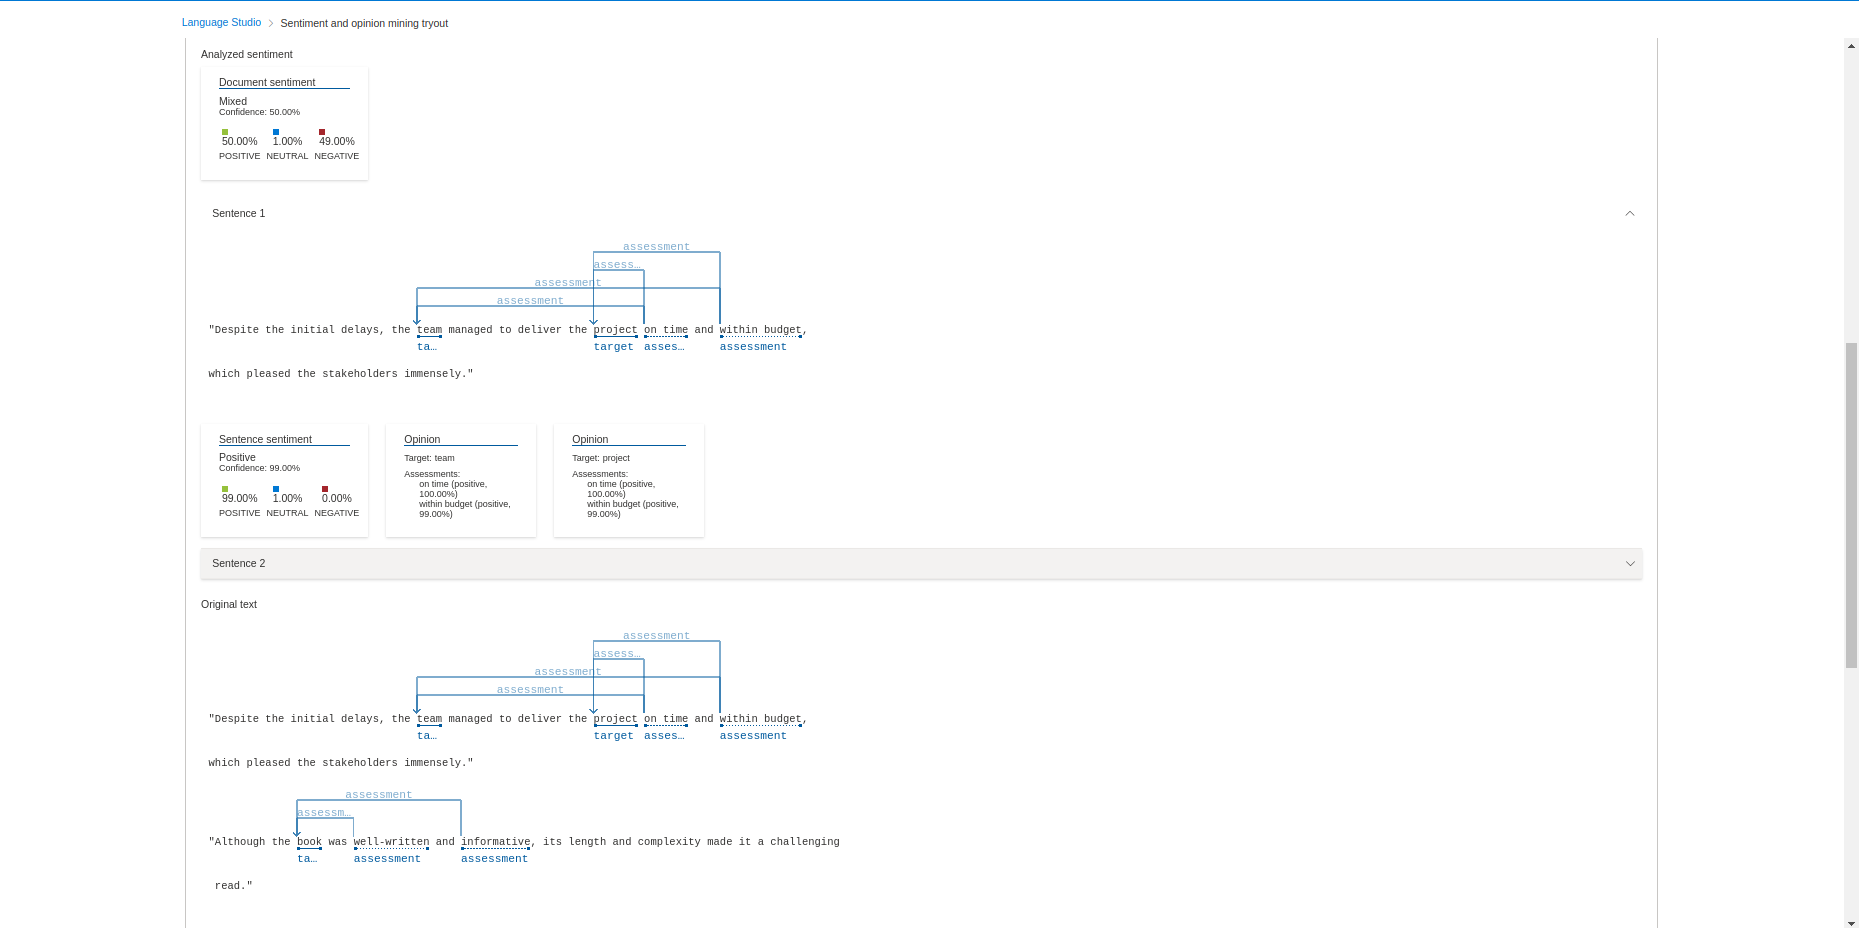 Language Studio > Sentiment and opinion mining tryout
Analyzed sentiment
Document sentiment
Mixed
Confidence: 50.00%
50.00% 1.00% 49.00%
POSITIVE NEUTRAL NEGATIVE
Sentence 1
assessment
assess…
assessment
assessment
"Despite the initial delays, the team managed to deliver the project on time and within budget,
ta… target asses… assessment
which pleased the stakeholders immensely."
Sentence sentiment
Positive
Confidence: 99.00%
99.00% 1.00% 0.00%
POSITIVE NEUTRAL NEGATIVE
Opinion
Target: team
Assessments:
on time (positive,
100.00%)
within budget (positive,
99.00%)
Opinion
Target: project
Assessments:
on time (positive,
100.00%)
within budget (positive,
99.00%)
Sentence 2
Original text
assessment
assess…
assessment
assessment
"Despite the initial delays, the team managed to deliver the project on time and within budget,
ta… target asses… assessment
which pleased the stakeholders immensely."
assessment
assessm…
"Although the book was well-written and informative, its length and complexity made it a challenging
ta… assessment assessment
read."